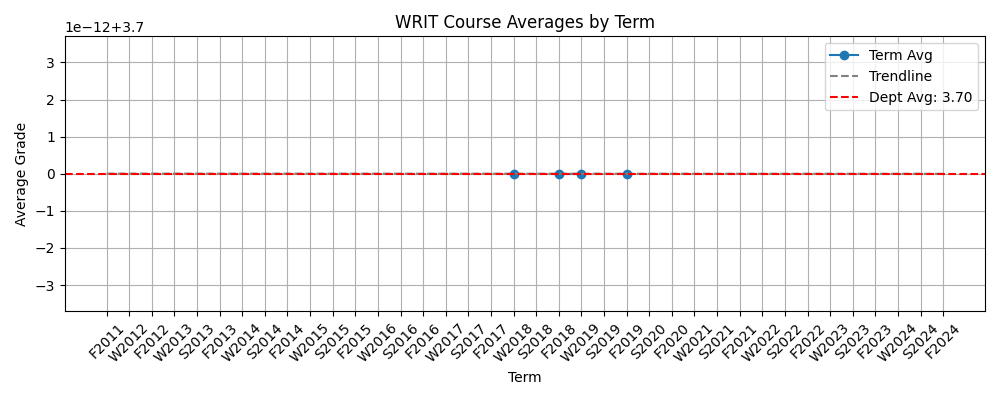 WRIT Course Averages by Term
1e−12+3.7
Term Avg
Trendline
Dept Avg: 3.70
3
2
1
0
−1
−2
−3
Average Grade
F2011 W2012 F2012 W2013 S2013 F2013 W2014 S2014 F2014 W2015 S2015 F2015 W2016 S2016 F2016 W2017 S2017 F2017 W2018 S2018 F2018 W2019 S2019 F2019 S2020 F2020 W2021 S2021 F2021 W2022 S2022 F2022 W2023 S2023 F2023 W2024 S2024 F2024
Term